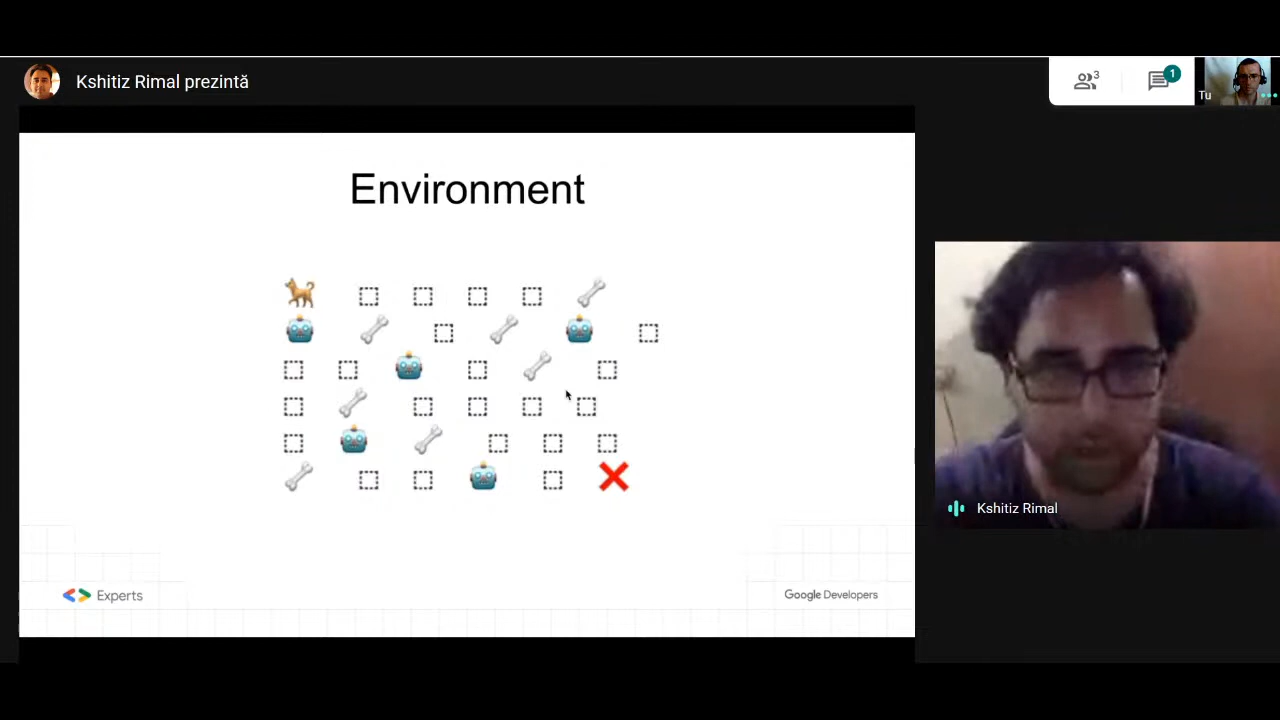 Kshitiz Rimal prezintă
3
1
Tu
Environment
Kshitiz Rimal
Experts
Google Developers